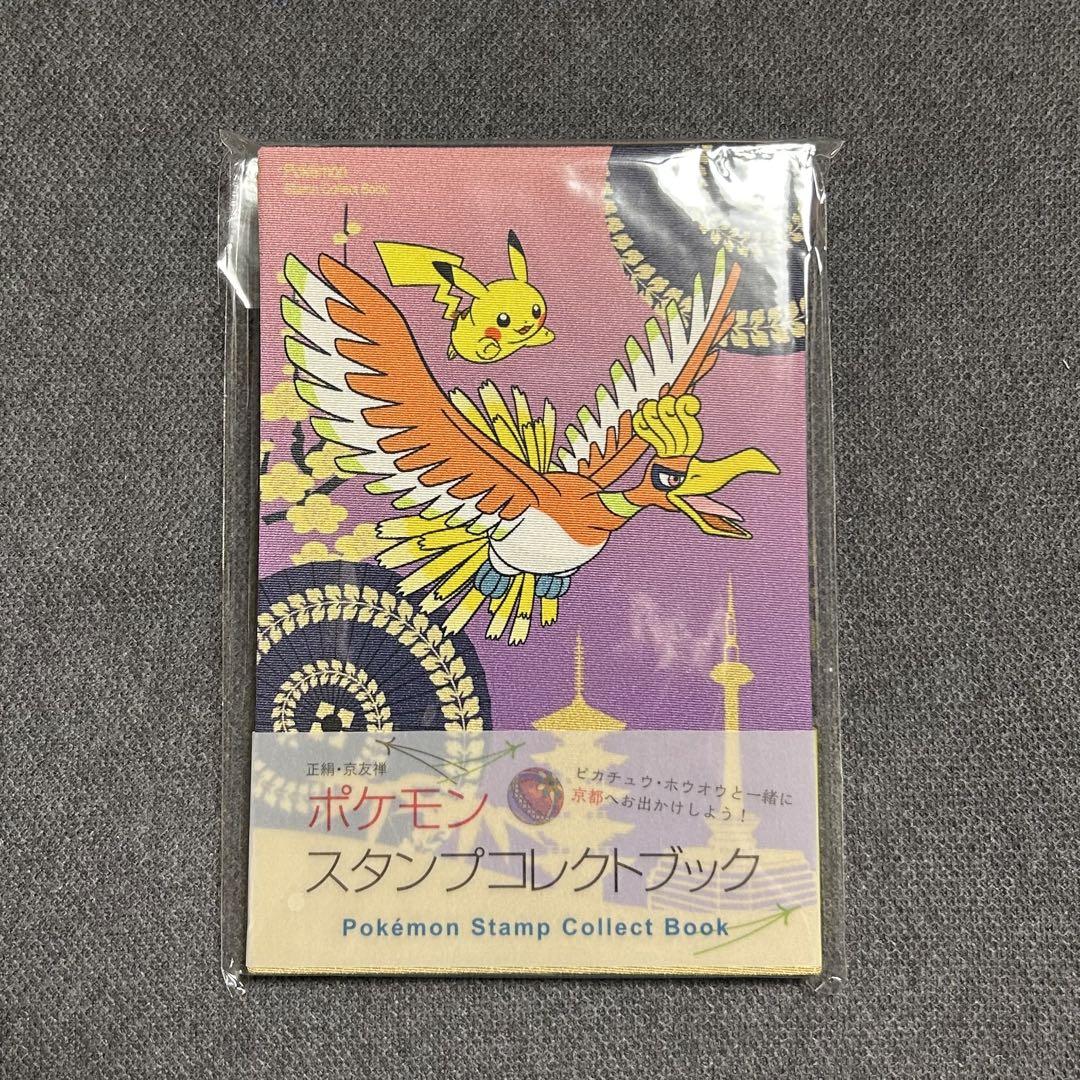 Pokémon
Stamp Collect Book
正絹・京友禅
ポケモン
スタンプコレクトブック
ピカチュウ・ホウオウと一緒に
京都へお出かけしよう！
Pokémon Stamp Collect Book